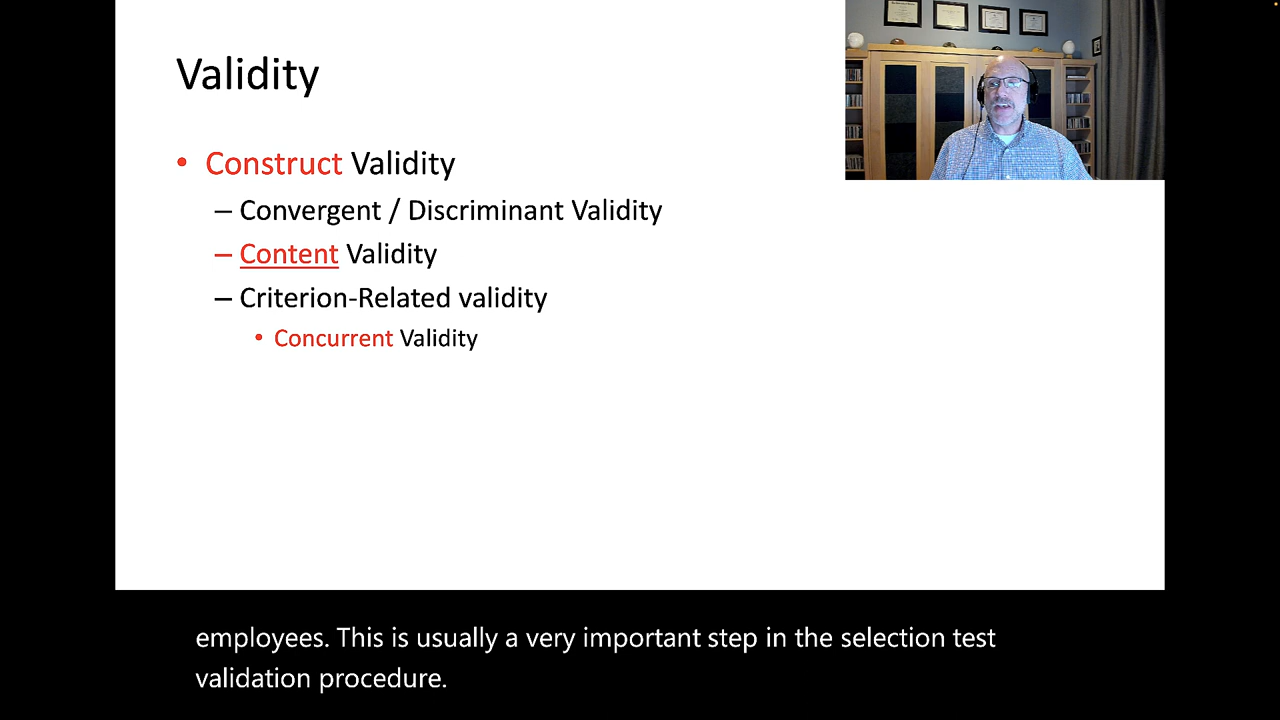 Validity
• Construct Validity
– Convergent / Discriminant Validity
– Content Validity
– Criterion-Related validity
• Concurrent Validity
employees. This is usually a very important step in the selection test
validation procedure.